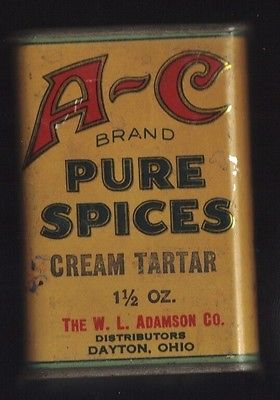 A-C
BRAND
PURE
SPICES
CREAM TARTAR
1½ OZ.
THE W. L. ADAMSON CO.
DISTRIBUTORS
DAYTON, OHIO